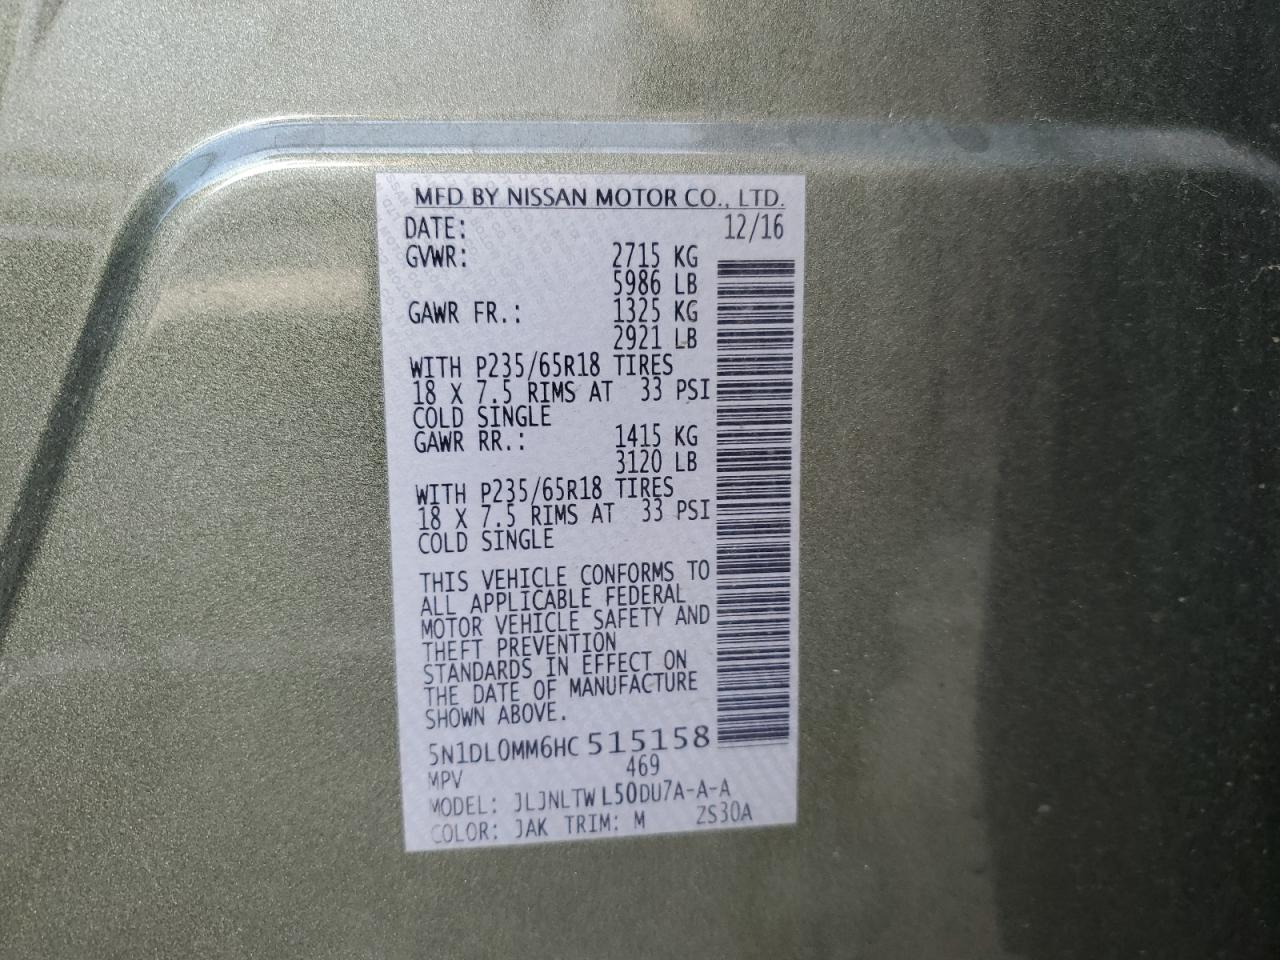 MFD BY NISSAN MOTOR CO., LTD.
DATE: 12/16
GVWR: 2715 KG
5986 LB
GAWR FR.: 1325 KG
2921 LB
WITH P235/65R18 TIRES
18 X 7.5 RIMS AT 33 PSI
COLD SINGLE
GAWR RR.: 1415 KG
3120 LB
WITH P235/65R18 TIRES
18 X 7.5 RIMS AT 33 PSI
COLD SINGLE
THIS VEHICLE CONFORMS TO
ALL APPLICABLE FEDERAL
MOTOR VEHICLE SAFETY AND
THEFT PREVENTION
STANDARDS IN EFFECT ON
THE DATE OF MANUFACTURE
SHOWN ABOVE.
5N1DL0MM6HC 515158
MPV 469
MODEL: JLJNLTWL50DU7A-A-A
COLOR: JAK TRIM: M ZS30A